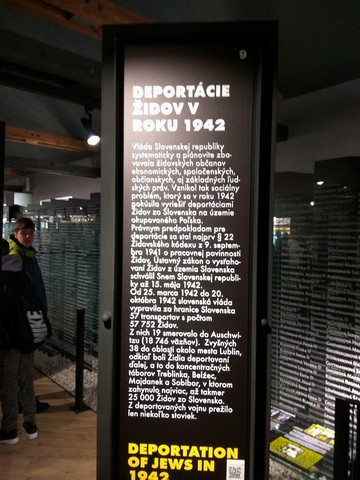 9
DEPORTÁCIE
ŽIDOV V
ROKU 1942
Vláda Slovenskej republiky
systematicky a plánovite zba-
vovala židovských občanov
ekonomických, spoločenských,
občianskych, aj základných ľud-
ských práv. Vznikol tak sociálny
problém, ktorý sa v roku 1942
pokúsila vyriešiť deportáciami
Židov zo Slovenska na územie
okupovaného Poľska.
Právnym predpokladom pre
deportácie sa stal najprv § 22
Židovského kódexu z 9. septem-
bra 1941 o pracovnej povinnosti
Židov. Ústavný zákon o vysťaho-
vaní Židov z územia Slovenska
schválil Snem Slovenskej republi-
ky až 15. mája 1942.
Od 25. marca 1942 do 20.
októbra 1942 slovenská vláda
vypravila za hranice Slovenska
57 transportov s počtom
57 752 Židov.
Z nich 19 smerovalo do Auschwi-
tzu (18 746 väzňov). Zvyšných
38 do oblasti okolo mesta Lublin,
odkiaľ boli Židia deportovaní
ďalej, a to do koncentračných
táborov Treblinka, Belžec,
Majdanek a Sobibor, v ktorom
zahynulo najviac, až takmer
25 000 Židov zo Slovenska.
Z deportovaných vojnu prežilo
len niekoľko stoviek.
DEPORTATION
OF JEWS IN
1942